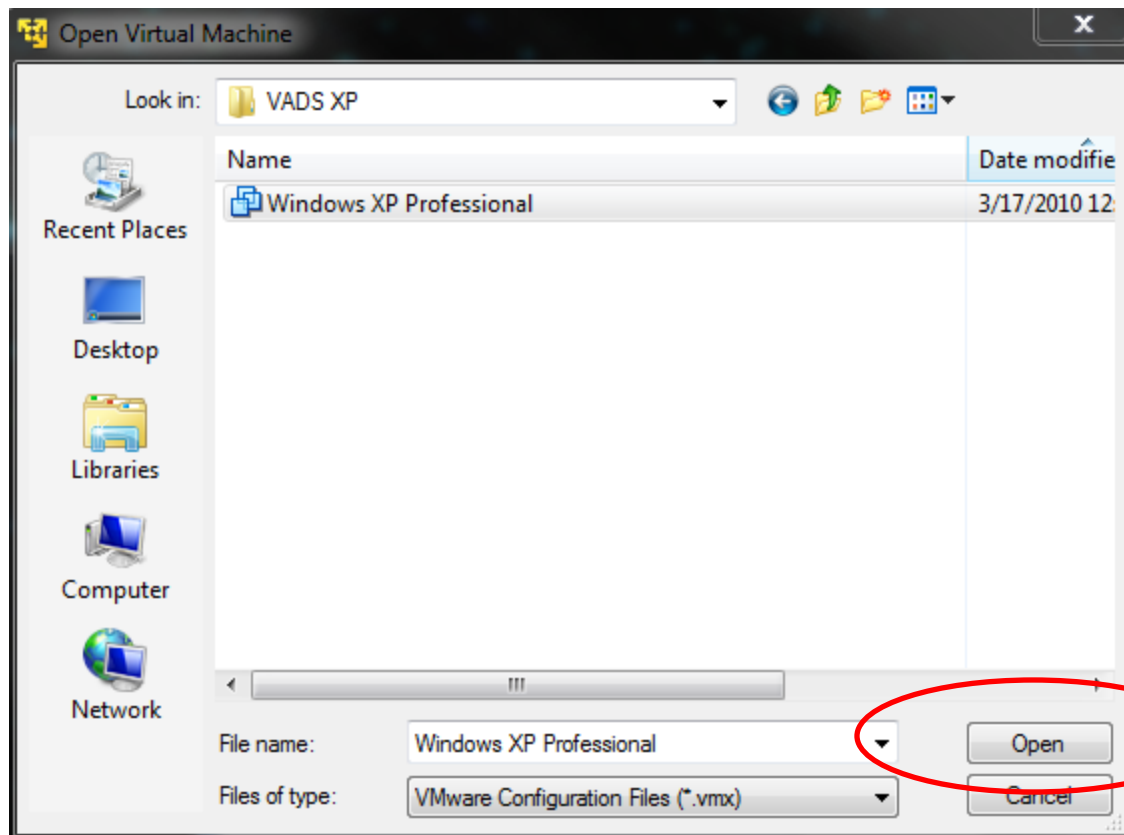 Open Virtual Machine
Look in: VADS XP
Name Date modifie
Windows XP Professional 3/17/2010 12:
Recent Places
Desktop
Libraries
Computer
Network
File name: Windows XP Professional Open
Files of type: VMware Configuration Files (*.vmx) Cancel